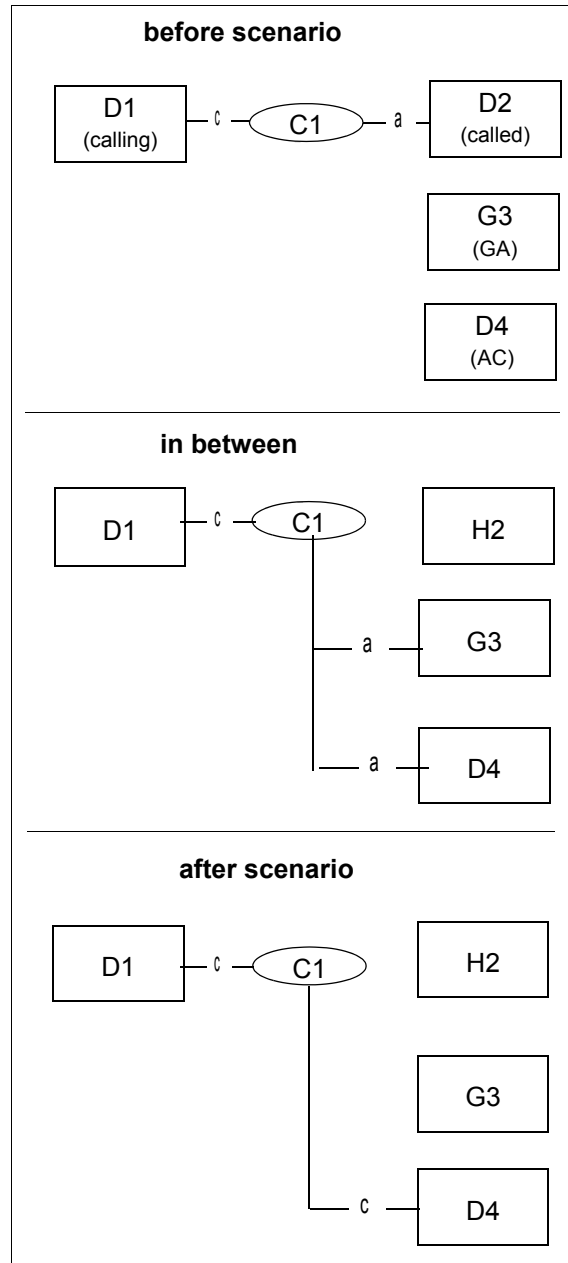 before scenario
D1 c C1 a D2
(calling) (called)
G3
(GA)
D4
(AC)
in between
D1 c C1 H2
a G3
a D4
after scenario
D1 c C1 H2
G3
c D4